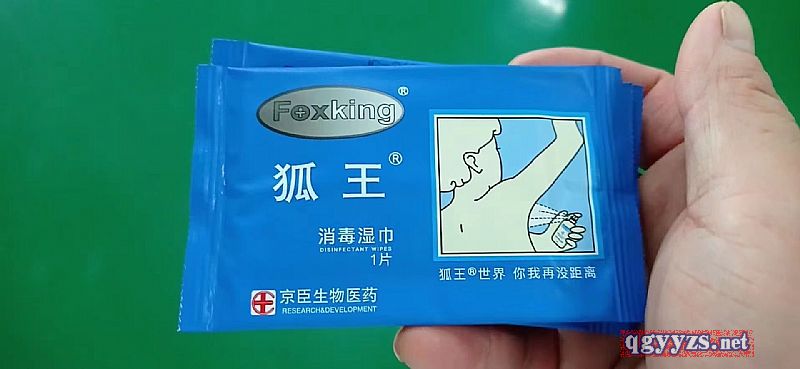 Foxking®
狐王®
消毒湿巾
DISINFECTANT WIPES
1片
狐王®世界 你我再没距离
京臣生物医药
RESEARCH&DEVELOPMENT
qgyyzs.net